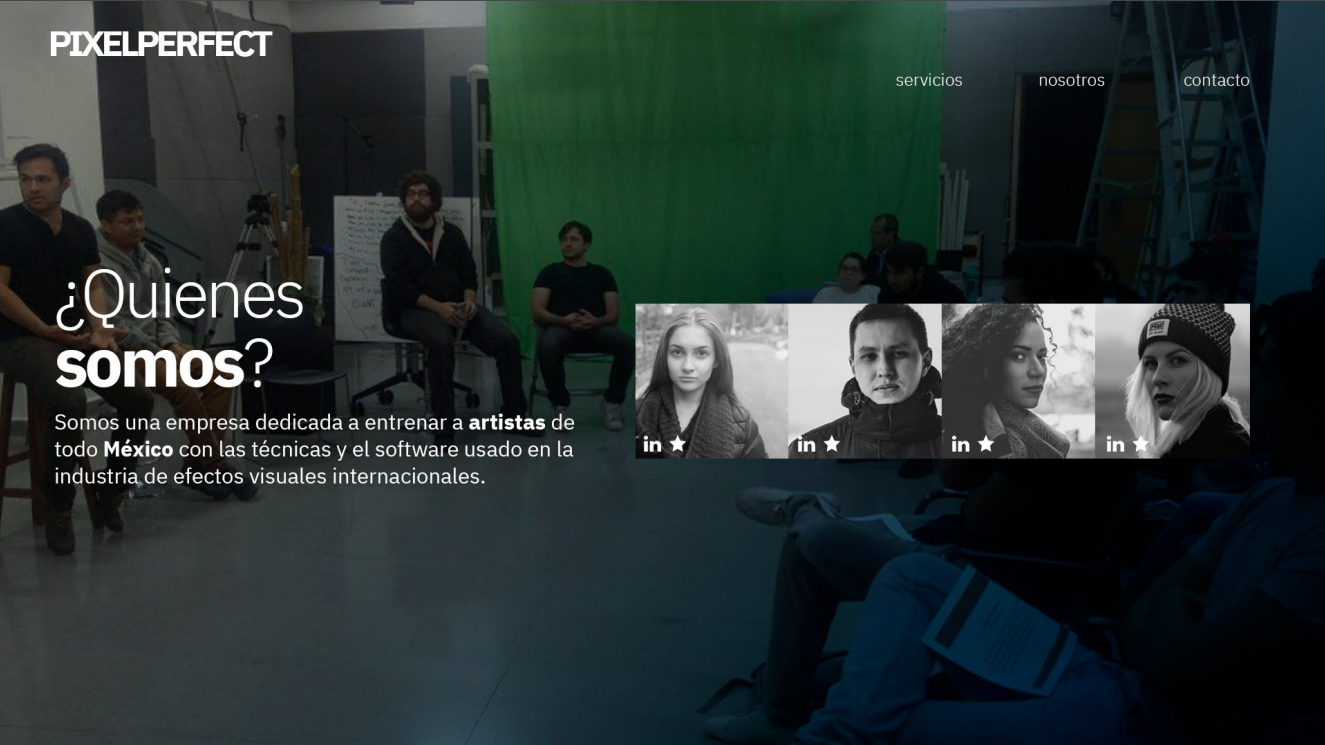 PIXELPERFECT
servicios nosotros contacto
¿Quienes
somos?
Somos una empresa dedicada a entrenar a artistas de
todo México con las técnicas y el software usado en la
industria de efectos visuales internacionales.
in in in in